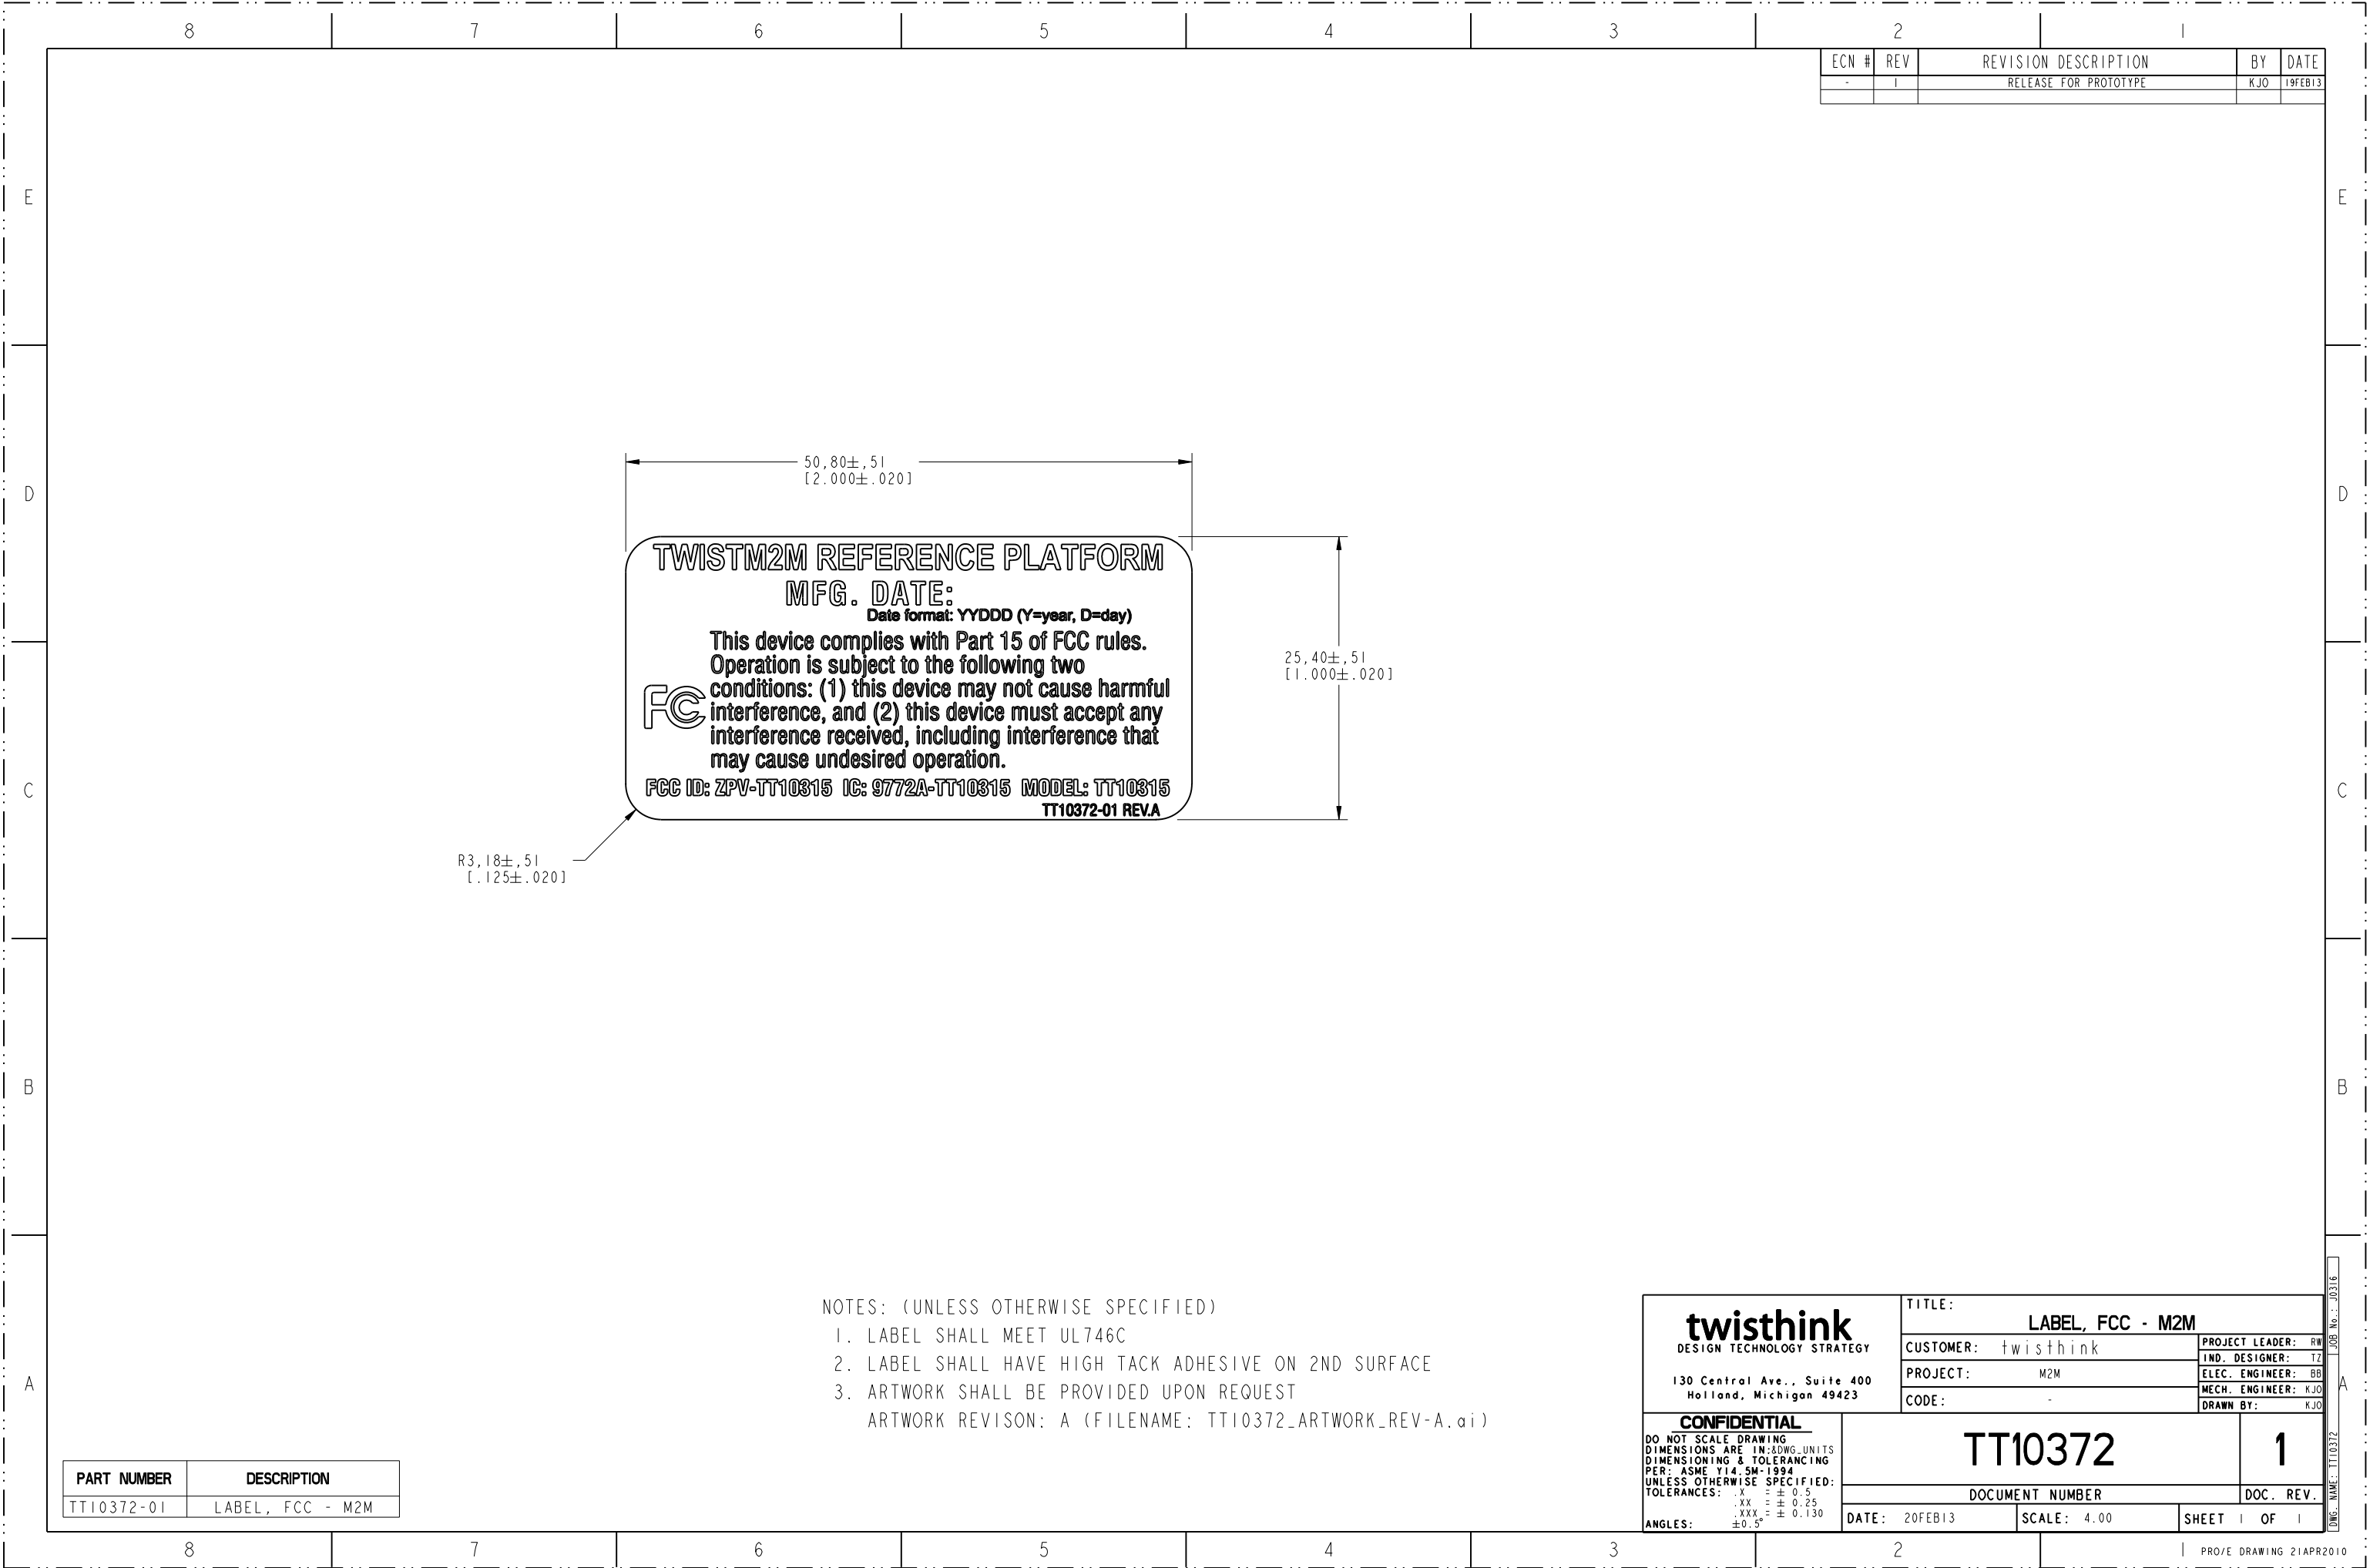 8 7 6 5 4 3 2 1
ECN # REV REVISION DESCRIPTION BY DATE
- 1 RELEASE FOR PROTOTYPE KJO 19FEB13
E E
D D
50,80±,51
[2.000±.020]
TWISTM2M REFERENCE PLATFORM
MFG. DATE:
Date format: YYDDD (Y=year, D=day)
This device complies with Part 15 of FCC rules.
Operation is subject to the following two
conditions: (1) this device may not cause harmful
FC interference, and (2) this device must accept any
interference received, including interference that
may cause undesired operation.
FCC ID: ZPV-TT10315 IC: 9772A-TT10315 MODEL: TT10315
TT10372-01 REV.A
25,40±,51
[1.000±.020]
C C
R3,18±,51
[.125±.020]
B B
A A
NOTES: (UNLESS OTHERWISE SPECIFIED)
1. LABEL SHALL MEET UL746C
2. LABEL SHALL HAVE HIGH TACK ADHESIVE ON 2ND SURFACE
3. ARTWORK SHALL BE PROVIDED UPON REQUEST
ARTWORK REVISON: A (FILENAME: TT10372_ARTWORK_REV-A.ai)
PART NUMBER DESCRIPTION
TT10372-01 LABEL, FCC - M2M
twisthink
DESIGN TECHNOLOGY STRATEGY
130 Central Ave., Suite 400
Holland, Michigan 49423
TITLE:
LABEL, FCC - M2M
CUSTOMER: twisthink
PROJECT: M2M
CODE: -
PROJECT LEADER: RW
IND. DESIGNER: TZ
ELEC. ENGINEER: BB
MECH. ENGINEER: KJO
DRAWN BY: KJO
CONFIDENTIAL
DO NOT SCALE DRAWING
DIMENSIONS ARE IN:&DWG_UNITS
DIMENSIONING & TOLERANCING
PER: ASME Y14.5M-1994
UNLESS OTHERWISE SPECIFIED:
TOLERANCES: .X = ± 0.5
.XX = ± 0.25
.XXX = ± 0.130
ANGLES: ±0.5°
TT10372
DOCUMENT NUMBER
1
DOC. REV.
DATE: 20FEB13
SCALE: 4.00
SHEET 1 OF 1
JOB No.: J0316
DWG. NAME: TT10372
8 7 6 5 4 3 2 1
PRO/E DRAWING 21APR2010